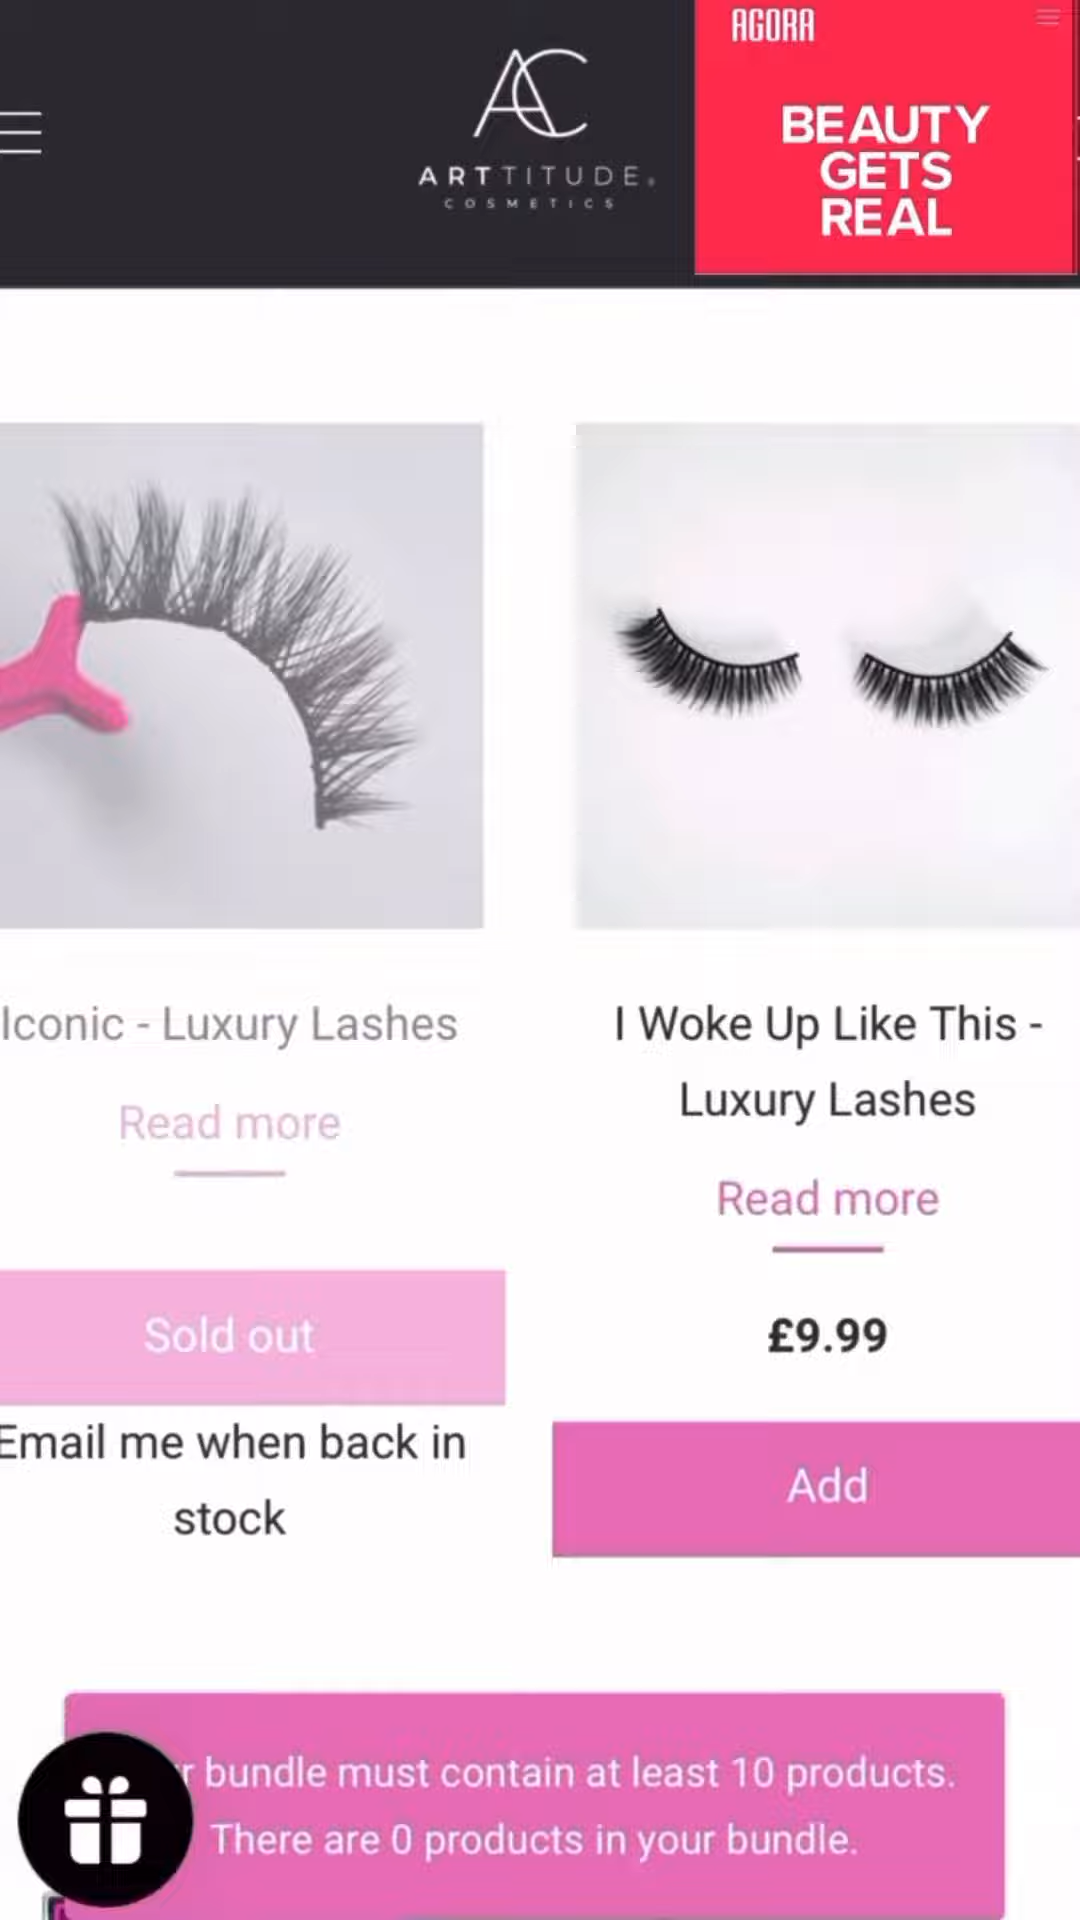 AGORA
BEAUTY
GETS
REAL
AC
ARTTITUDE
COSMETICS
Iconic - Luxury Lashes
Read more
Sold out
Email me when back in
stock
I Woke Up Like This -
Luxury Lashes
Read more
£9.99
Add
r bundle must contain at least 10 products.
There are 0 products in your bundle.